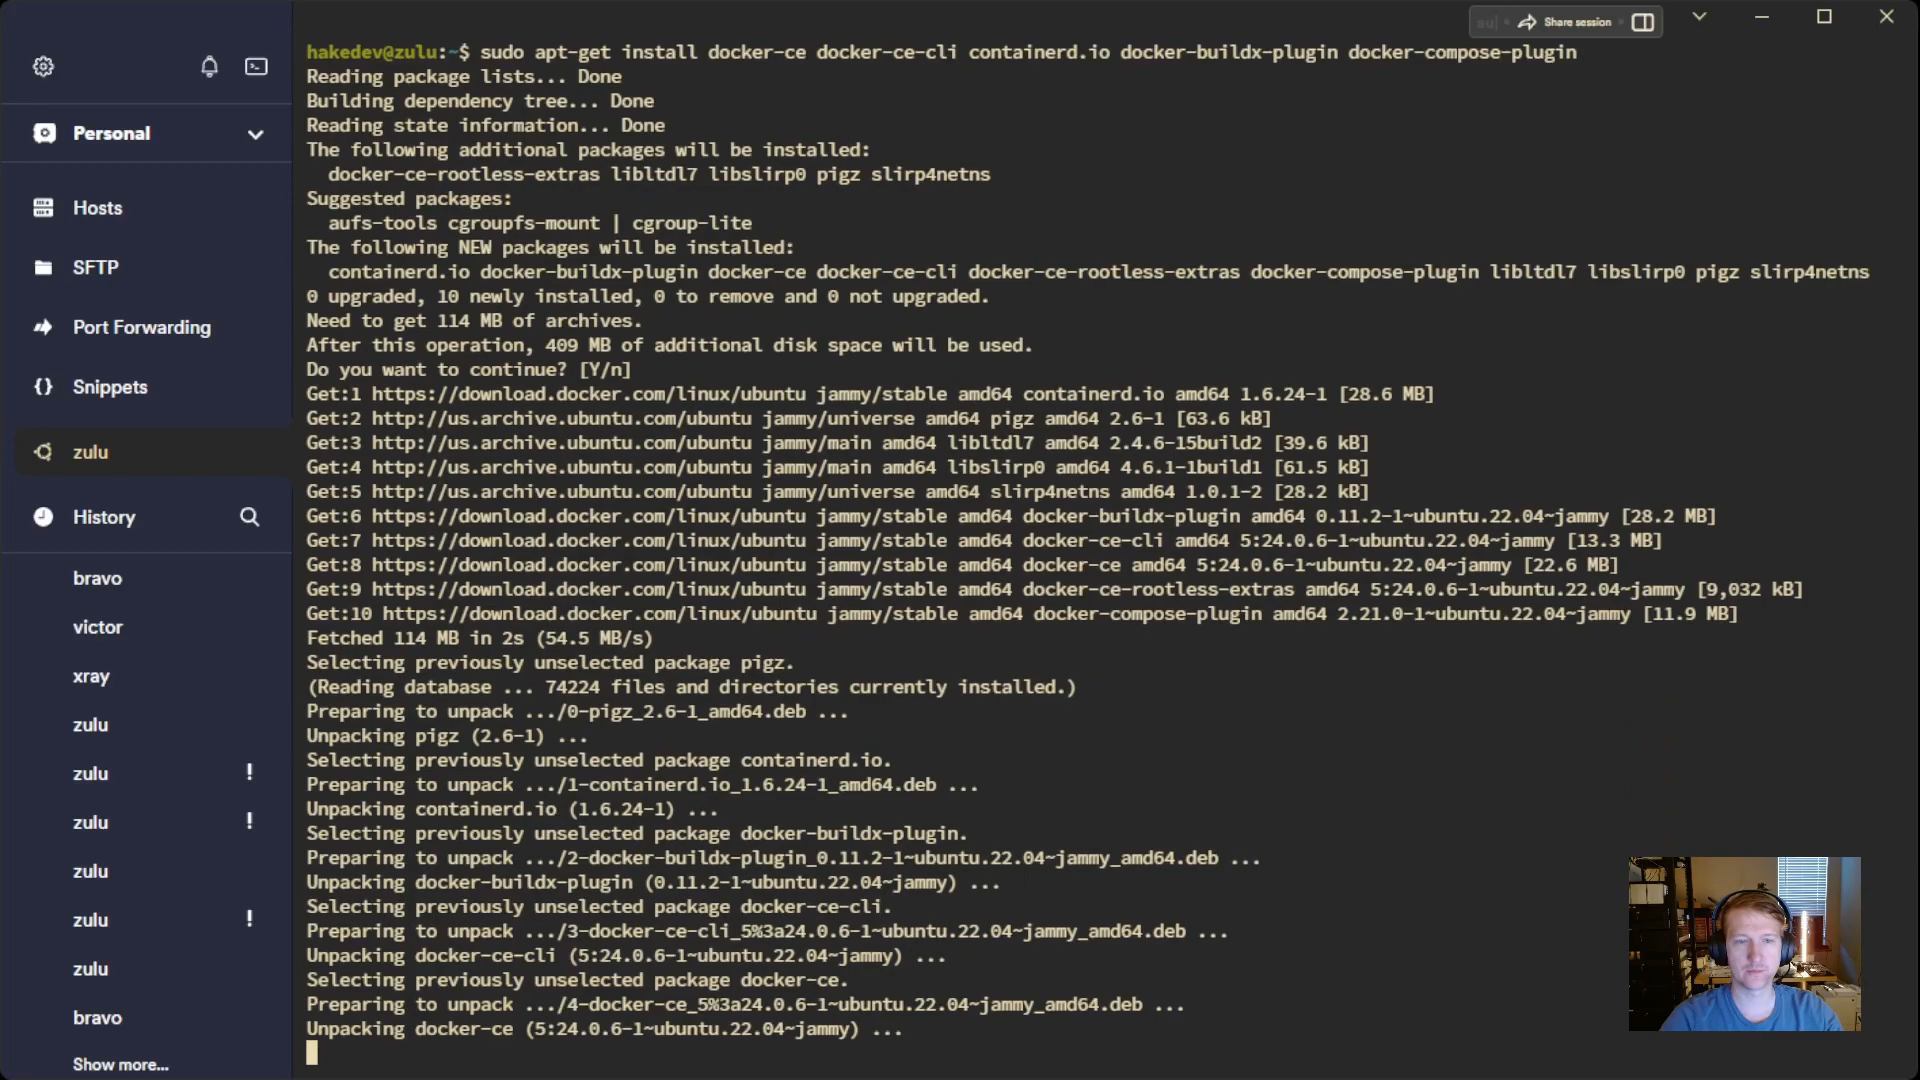 Share session
Personal
Hosts
SFTP
Port Forwarding
Snippets
zulu
History
bravo
victor
xray
zulu
zulu !
zulu !
zulu
zulu !
zulu
bravo
Show more...
hakedev@zulu:~$ sudo apt-get install docker-ce docker-ce-cli containerd.io docker-buildx-plugin docker-compose-plugin
Reading package lists... Done
Building dependency tree... Done
Reading state information... Done
The following additional packages will be installed:
docker-ce-rootless-extras libltdl7 libslirp0 pigz slirp4netns
Suggested packages:
aufs-tools cgroupfs-mount | cgroup-lite
The following NEW packages will be installed:
containerd.io docker-buildx-plugin docker-ce docker-ce-cli docker-ce-rootless-extras docker-compose-plugin libltdl7 libslirp0 pigz slirp4netns
0 upgraded, 10 newly installed, 0 to remove and 0 not upgraded.
Need to get 114 MB of archives.
After this operation, 409 MB of additional disk space will be used.
Do you want to continue? [Y/n]
Get:1 https://download.docker.com/linux/ubuntu jammy/stable amd64 containerd.io amd64 1.6.24-1 [28.6 MB]
Get:2 http://us.archive.ubuntu.com/ubuntu jammy/universe amd64 pigz amd64 2.6-1 [63.6 kB]
Get:3 http://us.archive.ubuntu.com/ubuntu jammy/main amd64 libltdl7 amd64 2.4.6-15build2 [39.6 kB]
Get:4 http://us.archive.ubuntu.com/ubuntu jammy/main amd64 libslirp0 amd64 4.6.1-1build1 [61.5 kB]
Get:5 http://us.archive.ubuntu.com/ubuntu jammy/universe amd64 slirp4netns amd64 1.0.1-2 [28.2 kB]
Get:6 https://download.docker.com/linux/ubuntu jammy/stable amd64 docker-buildx-plugin amd64 0.11.2-1~ubuntu.22.04~jammy [28.2 MB]
Get:7 https://download.docker.com/linux/ubuntu jammy/stable amd64 docker-ce-cli amd64 5:24.0.6-1~ubuntu.22.04~jammy [13.3 MB]
Get:8 https://download.docker.com/linux/ubuntu jammy/stable amd64 docker-ce amd64 5:24.0.6-1~ubuntu.22.04~jammy [22.6 MB]
Get:9 https://download.docker.com/linux/ubuntu jammy/stable amd64 docker-ce-rootless-extras amd64 5:24.0.6-1~ubuntu.22.04~jammy [9,032 kB]
Get:10 https://download.docker.com/linux/ubuntu jammy/stable amd64 docker-compose-plugin amd64 2.21.0-1~ubuntu.22.04~jammy [11.9 MB]
Fetched 114 MB in 2s (54.5 MB/s)
Selecting previously unselected package pigz.
(Reading database ... 74224 files and directories currently installed.)
Preparing to unpack .../0-pigz_2.6-1_amd64.deb ...
Unpacking pigz (2.6-1) ...
Selecting previously unselected package containerd.io.
Preparing to unpack .../1-containerd.io_1.6.24-1_amd64.deb ...
Unpacking containerd.io (1.6.24-1) ...
Selecting previously unselected package docker-buildx-plugin.
Preparing to unpack .../2-docker-buildx-plugin_0.11.2-1~ubuntu.22.04~jammy_amd64.deb ...
Unpacking docker-buildx-plugin (0.11.2-1~ubuntu.22.04~jammy) ...
Selecting previously unselected package docker-ce-cli.
Preparing to unpack .../3-docker-ce-cli_5%3a24.0.6-1~ubuntu.22.04~jammy_amd64.deb ...
Unpacking docker-ce-cli (5:24.0.6-1~ubuntu.22.04~jammy) ...
Selecting previously unselected package docker-ce.
Preparing to unpack .../4-docker-ce_5%3a24.0.6-1~ubuntu.22.04~jammy_amd64.deb ...
Unpacking docker-ce (5:24.0.6-1~ubuntu.22.04~jammy) ...